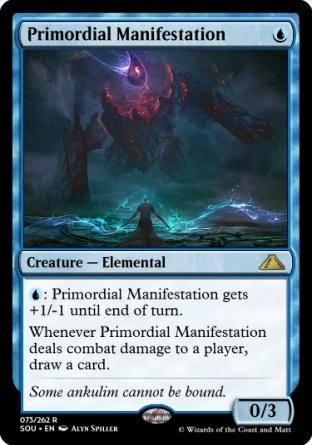 Primordial Manifestation
Creature — Elemental
: Primordial Manifestation gets
+1/-1 until end of turn.
Whenever Primordial Manifestation
deals combat damage to a player,
draw a card.
Some ankulim cannot be bound.
0/3
073/262 R
SOU • EN ALYN SPILLER
© Wizards of the Coast and Matt